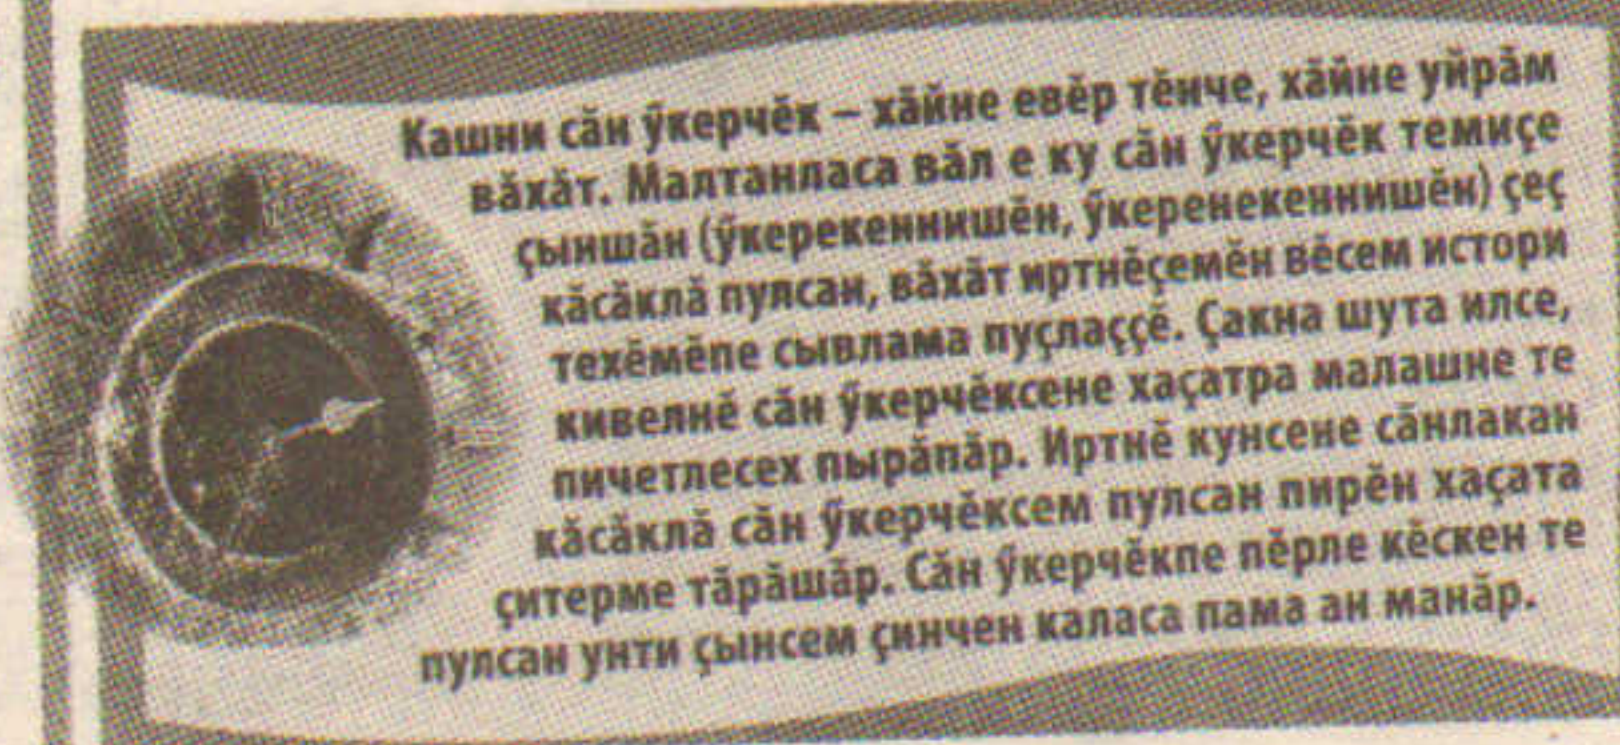 Кашни сӑн ӳкерчӗк – хӑйне евӗр тӗнче, хӑйне уйрӑм
вӑхӑт. Малтанласа вӑл е ку сӑн ӳкерчӗк темиҫе
ҫыншӑн (ӳкерекеннишӗн, ӳкеренекеннишӗн) ҫеҫ
кӑсӑклӑ пулсан, вӑхӑт иртнӗҫемӗн вӗсем истори
техӗмӗпе сывлама пуҫлаҫҫӗ. Ҫакна шута илсе,
кивелнӗ сӑн ӳкерчӗксене хаҫатра малашне те
пичетлесех пырӑпӑр. Иртнӗ кунсене сӑнлакан
кӑсӑклӑ сӑн ӳкерчӗксем пулсан пирӗн хаҫата
ҫитерме тӑрӑшӑр. Сӑн ӳкерчӗкпе пӗрле кӗскен те
пулсан унти ҫынсем ҫинчен каласа пама ан манӑр.